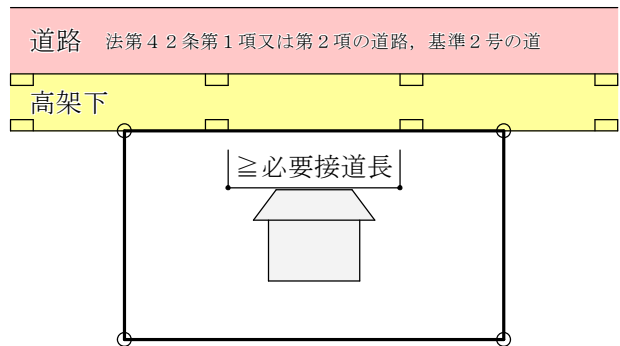 道路　法第４２条第１項又は第２項の道路，基準２号の道
高架下
≧必要接道長